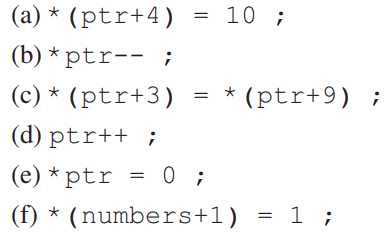 (a) *(ptr+4) = 10 ;
(b) *ptr-- ;
(c) *(ptr+3) = *(ptr+9) ;
(d) ptr++ ;
(e) *ptr = 0 ;
(f) *(numbers+1) = 1 ;